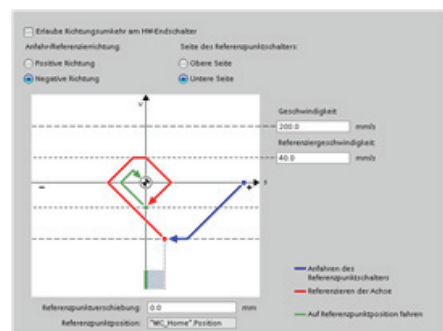 Erlaube Richtungsumkehr am HW-Endschalter
Anfahr-/Referenzierrichtung:
Seite des Referenzpunktschalters:
Positive Richtung
Obere Seite
Negative Richtung
Untere Seite
v
Geschwindigkeit
200.0 mm/s
Referenziergeschwindigkeit:
40.0 mm/s
− + x
Anfahren des Referenzpunktschalters
Referenzieren der Achse
Auf Referenzpunktposition fahren
Referenzpunktverschiebung: 0.0 mm
Referenzpunktposition: "MC_Home".Position